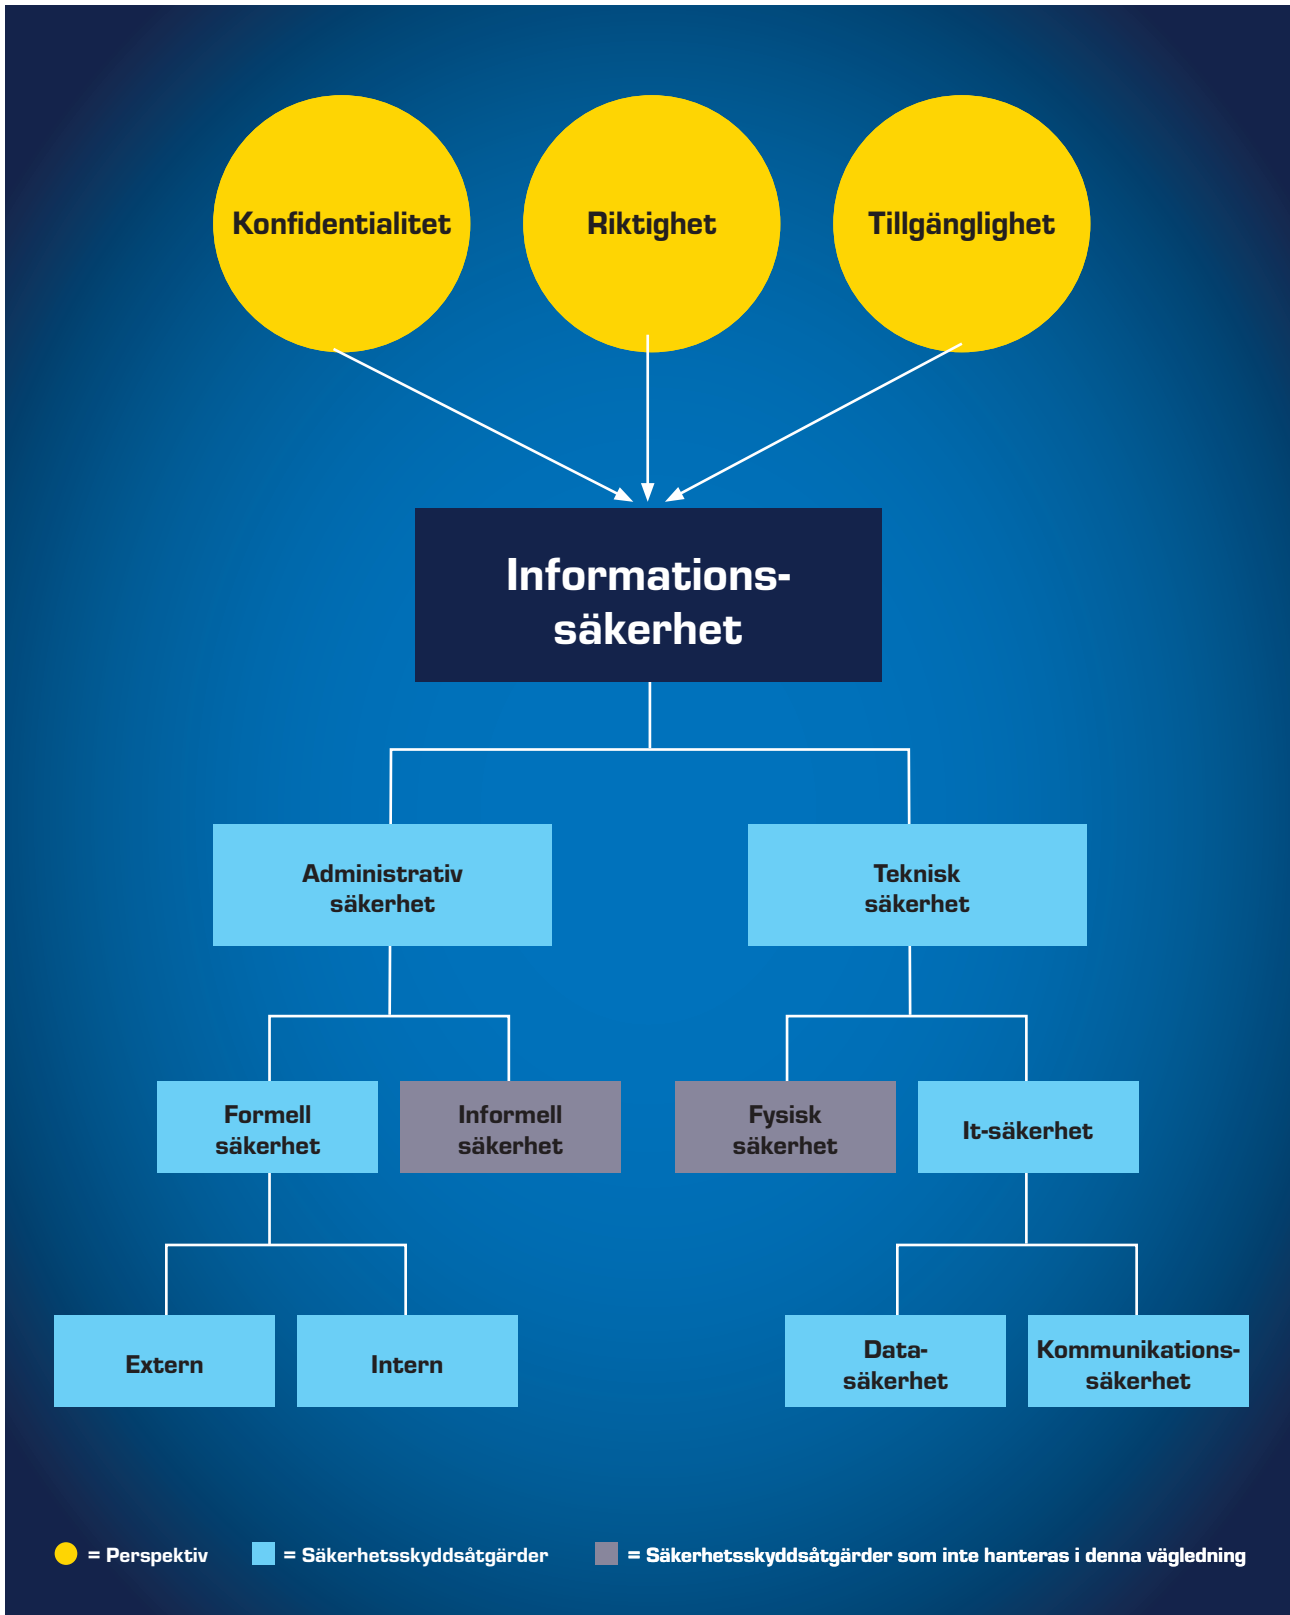 Konfidentialitet
Riktighet
Tillgänglighet
Informations-
säkerhet
Administrativ
säkerhet
Teknisk
säkerhet
Formell
säkerhet
Informell
säkerhet
Fysisk
säkerhet
It-säkerhet
Extern
Intern
Data-
säkerhet
Kommunikations-
säkerhet
= Perspektiv
= Säkerhetsskyddsåtgärder
= Säkerhetsskyddsåtgärder som inte hanteras i denna vägledning